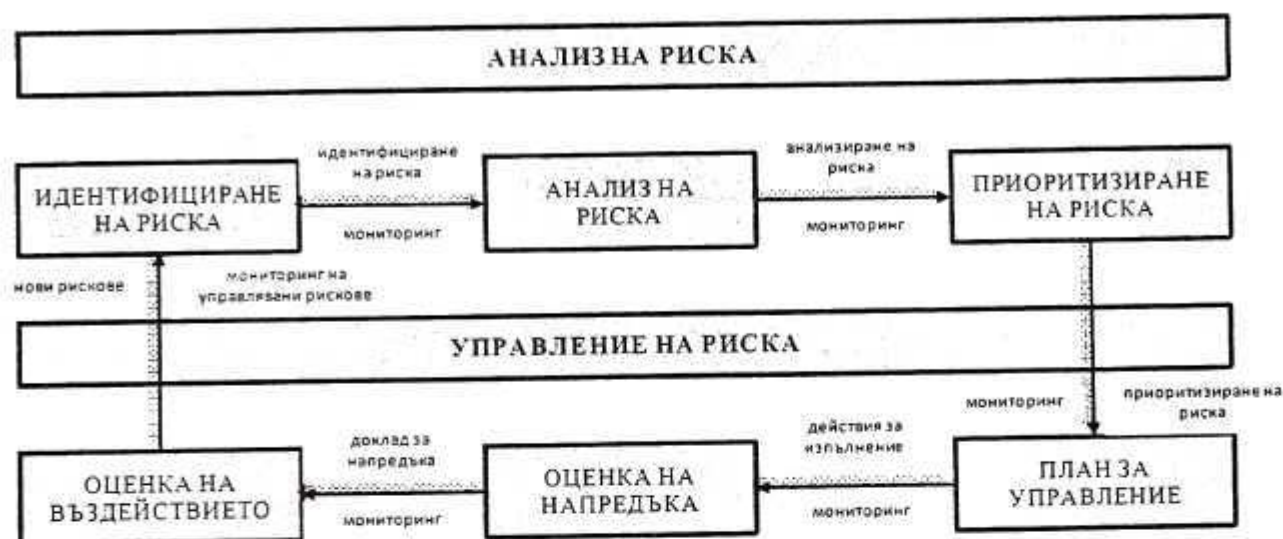 АНАЛИЗ НА РИСКА
идентифициране
на риска
анализиране на
риска
ИДЕНТИФИЦИРАНЕ
НА РИСКА
АНАЛИЗ НА
РИСКА
ПРИОРИТИЗИРАНЕ
НА РИСКА
мониторинг
мониторинг
нови рискове
мониторинг на
управлявани рискове
УПРАВЛЕНИЕ НА РИСКА
мониторинг
приоритизиране на
риска
доклад за
напредъка
действия за
изпълнение
ОЦЕНКА НА
ВЪЗДЕЙСТВИЕТО
ОЦЕНКА НА
НАПРЕДЪКА
ПЛАН ЗА
УПРАВЛЕНИЕ
мониторинг
мониторинг